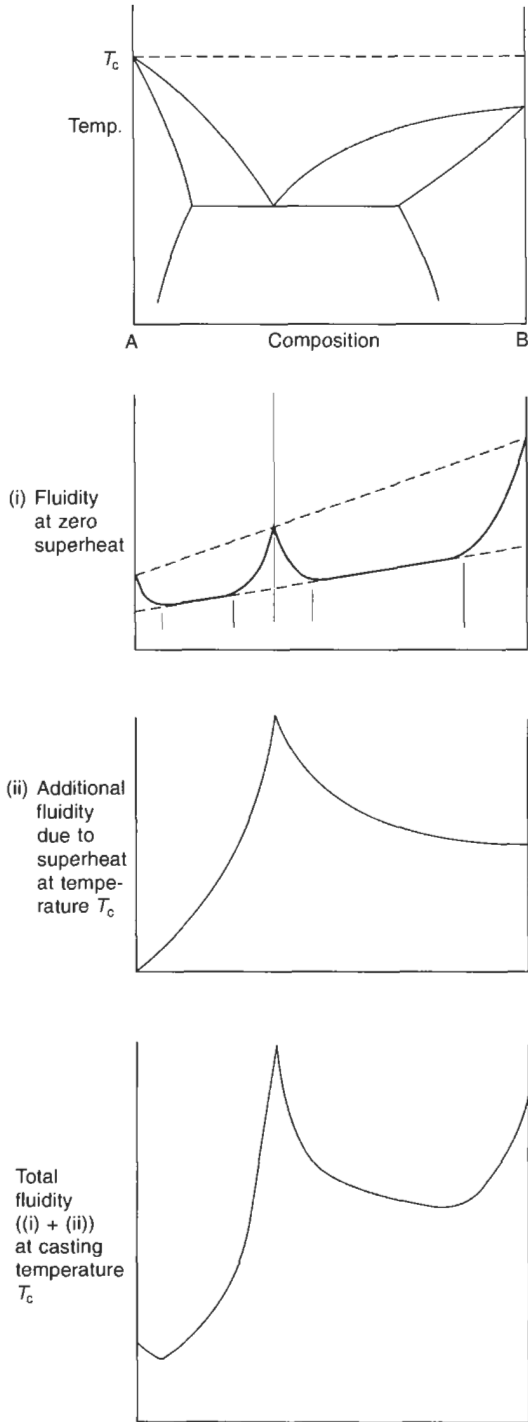 T_c
Temp.
A
Composition
B
(i) Fluidity
at zero
superheat
(ii) Additional
fluidity
due to
superheat
at tempe-
rature T_c
Total
fluidity
((i) + (ii))
at casting
temperature
T_c